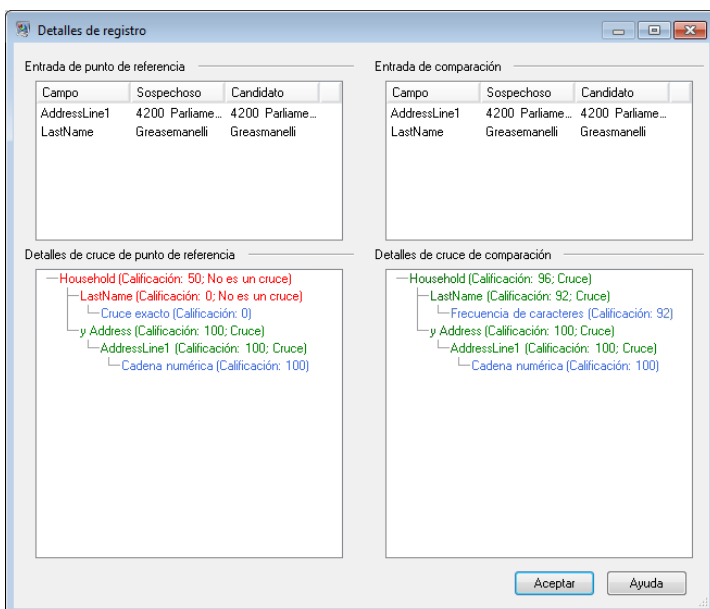 Detalles de registro
Entrada de punto de referencia
Campo Sospechoso Candidato
AddressLine1 4200 Parliame... 4200 Parliame...
LastName Greasemanelli Greasmanelli
Entrada de comparación
Campo Sospechoso Candidato
AddressLine1 4200 Parliame... 4200 Parliame...
LastName Greasemanelli Greasmanelli
Detalles de cruce de punto de referencia
Household (Calificación: 50; No es un cruce)
LastName (Calificación: 0; No es un cruce)
Cruce exacto (Calificación: 0)
y Address (Calificación: 100; Cruce)
AddressLine1 (Calificación: 100; Cruce)
Cadena numérica (Calificación: 100)
Detalles de cruce de comparación
Household (Calificación: 96; Cruce)
LastName (Calificación: 92; Cruce)
Frecuencia de caracteres (Calificación: 92)
y Address (Calificación: 100; Cruce)
AddressLine1 (Calificación: 100; Cruce)
Cadena numérica (Calificación: 100)
Aceptar Ayuda